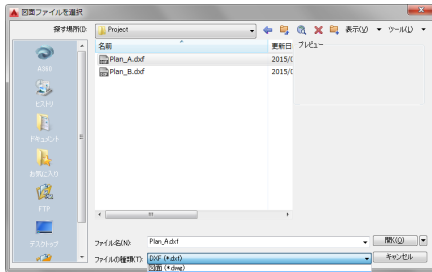 図面ファイルを選択
探す場所(I):
Project
表示(V)
ツール(L)
名前
更新日
プレビュー
Plan_A.dxf
2015/0
Plan_B.dxf
2015/0
A360
ヒストリ
ドキュメント
お気に入り
FTP
デスクトップ
ファイル名(N):
Plan_A.dxf
開く(O)
ファイルの種類(T):
DXF (*.dxf)
キャンセル
図面 (*.dwg)